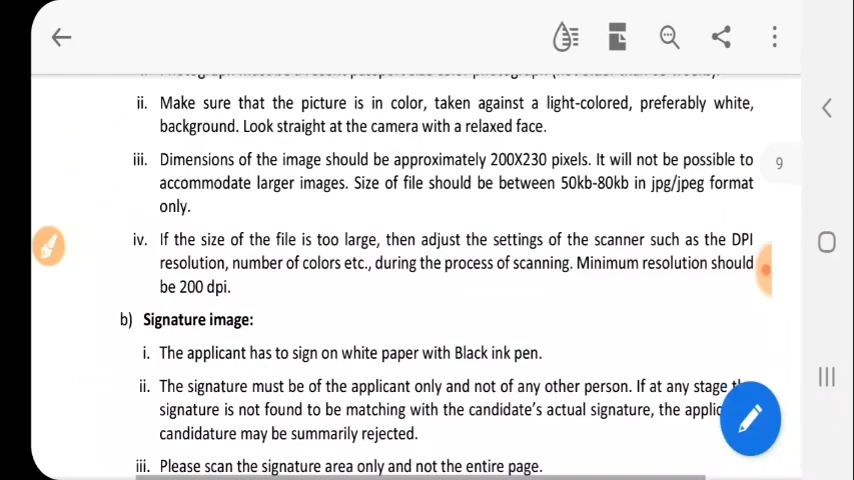 ii. Make sure that the picture is in color, taken against a light-colored, preferably white,
background. Look straight at the camera with a relaxed face.
iii. Dimensions of the image should be approximately 200X230 pixels. It will not be possible to
accommodate larger images. Size of file should be between 50kb-80kb in jpg/jpeg format
only.
9
iv. If the size of the file is too large, then adjust the settings of the scanner such as the DPI
resolution, number of colors etc., during the process of scanning. Minimum resolution should
be 200 dpi.
b) Signature image:
i. The applicant has to sign on white paper with Black ink pen.
ii. The signature must be of the applicant only and not of any other person. If at any stage
signature is not found to be matching with the candidate's actual signature, the
candidature may be summarily rejected.
iii. Please scan the signature area only and not the entire page.